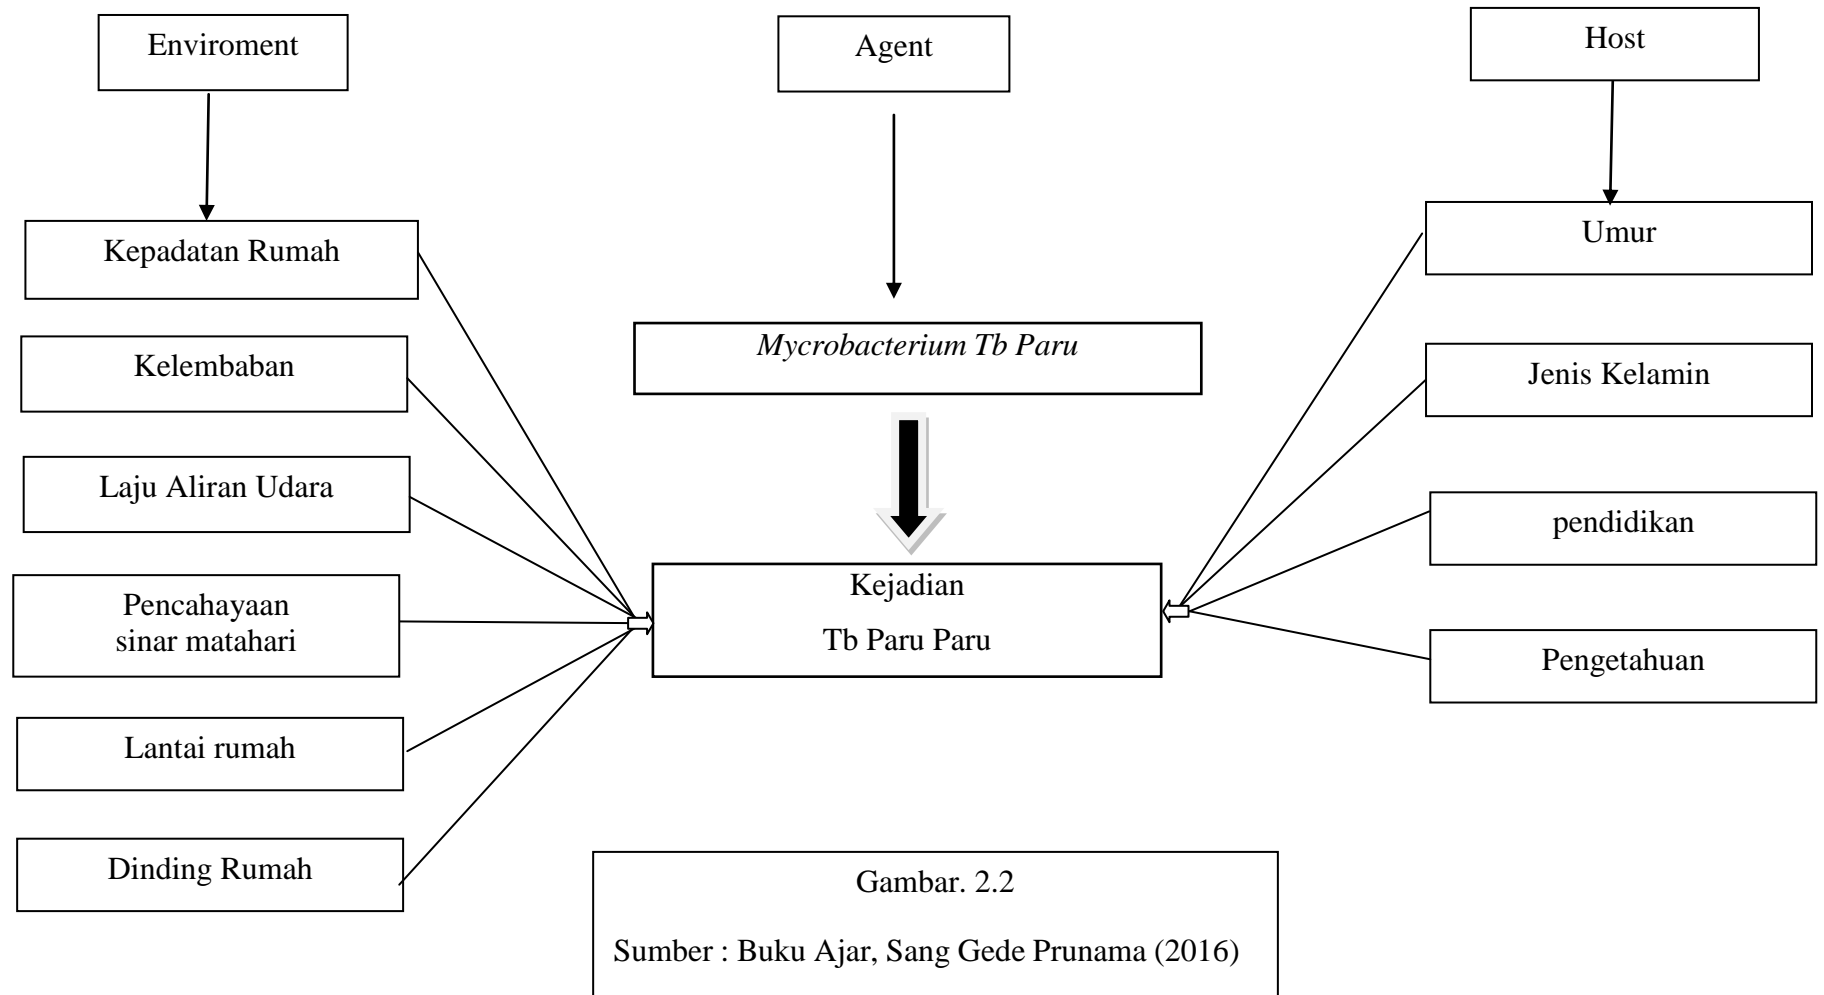 Enviroment
Agent
Host
Kepadatan Rumah
Umur
Mycrobacterium Tb Paru
Kelembaban
Jenis Kelamin
Laju Aliran Udara
pendidikan
Pencahayaan
sinar matahari
Kejadian
Tb Paru Paru
Pengetahuan
Lantai rumah
Dinding Rumah
Gambar. 2.2
Sumber : Buku Ajar, Sang Gede Prunama (2016)